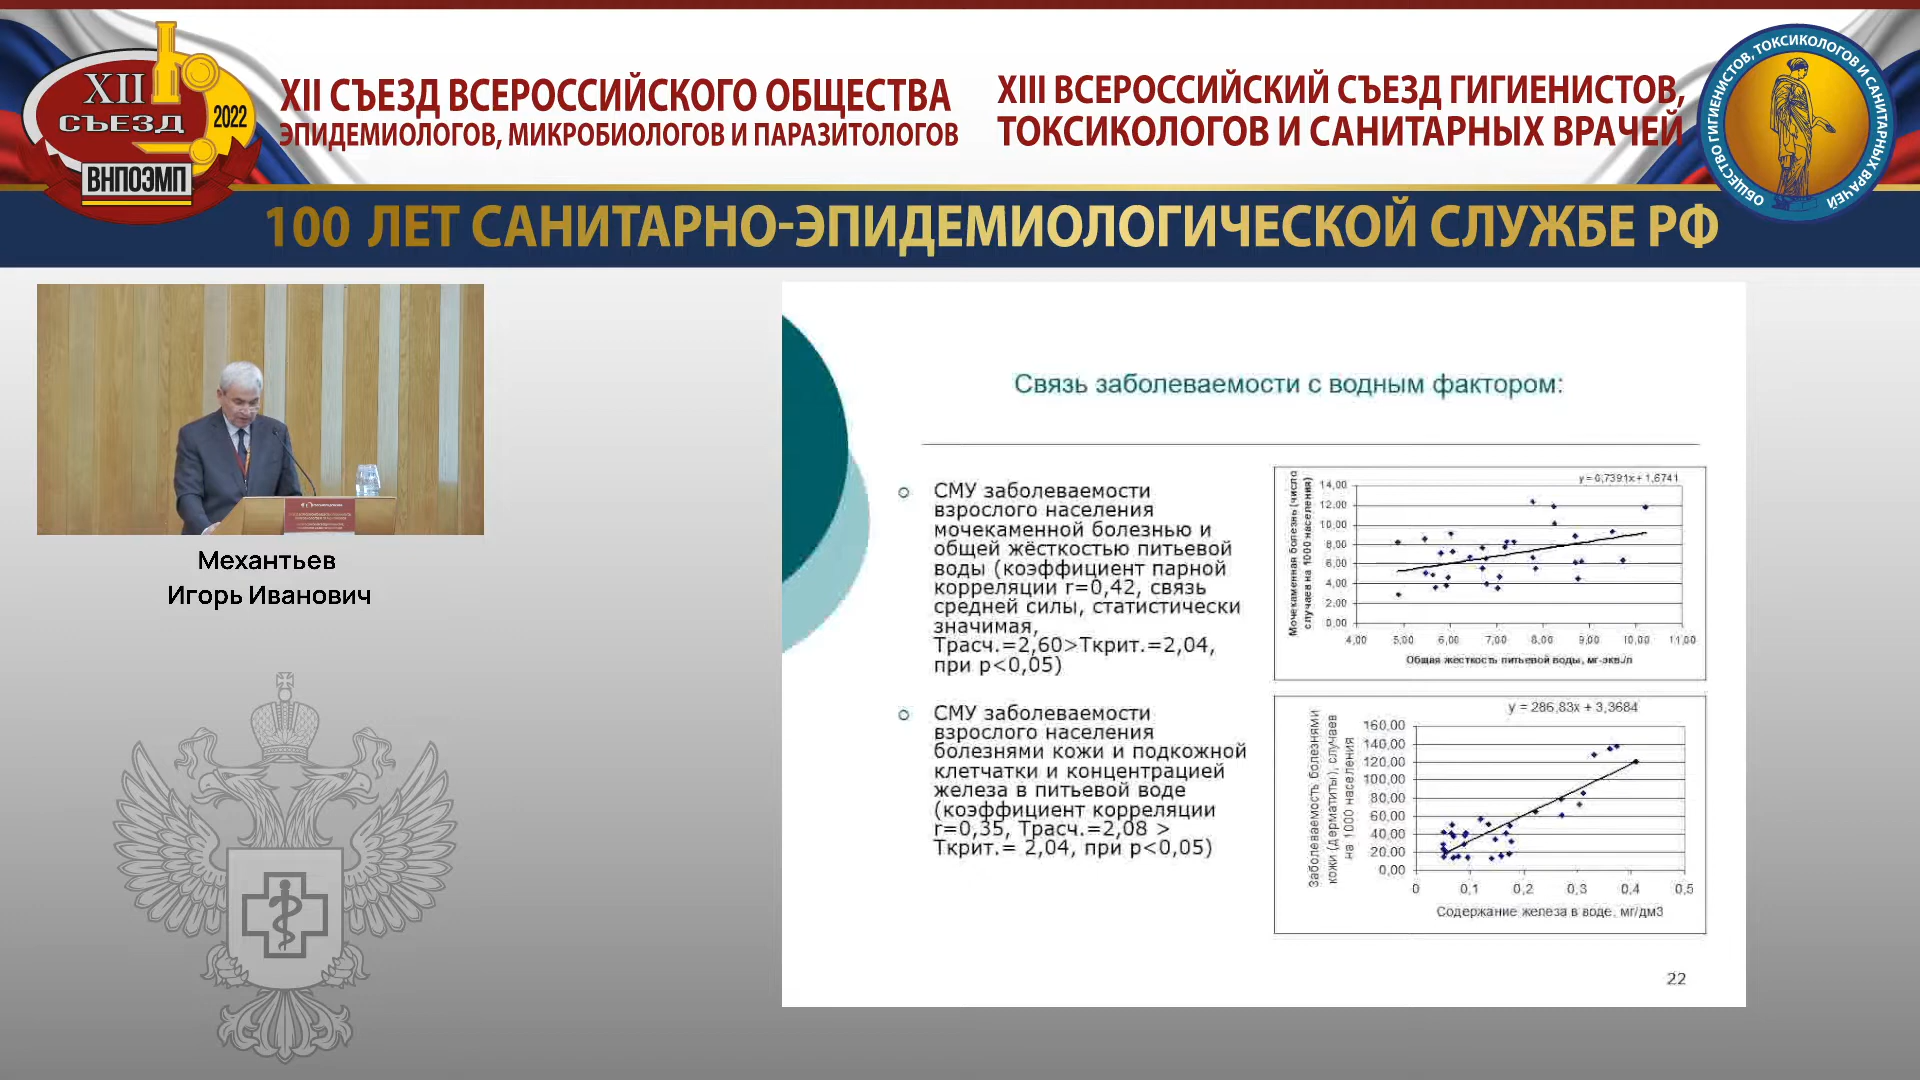 XII СЪЕЗД
2022
ВНПОЭМП
XII СЪЕЗД ВСЕРОССИЙСКОГО ОБЩЕСТВА
ЭПИДЕМИОЛОГОВ, МИКРОБИОЛОГОВ И ПАРАЗИТОЛОГОВ
XIII ВСЕРОССИЙСКИЙ СЪЕЗД ГИГИЕНИСТОВ,
ТОКСИКОЛОГОВ И САНИТАРНЫХ ВРАЧЕЙ
ОБЩЕСТВО ГИГИЕНИСТОВ, ТОКСИКОЛОГОВ И САНИТАРНЫХ ВРАЧЕЙ
100 ЛЕТ САНИТАРНО-ЭПИДЕМИОЛОГИЧЕСКОЙ СЛУЖБЕ РФ
Механтьев
Игорь Иванович
Связь заболеваемости с водным фактором:
СМУ заболеваемости
взрослого населения
мочекаменной болезнью и
общей жёсткостью питьевой
воды (коэффициент парной
корреляции r=0,42, связь
средней силы, статистически
значимая,
Трасч.=2,60>Ткрит.=2,04,
при р<0,05)
СМУ заболеваемости
взрослого населения
болезнями кожи и подкожной
клетчатки и концентрацией
железа в питьевой воде
(коэффициент корреляции
r=0,35, Трасч.=2,08 >
Ткрит.= 2,04, при р<0,05)
y = 0,7391x + 1,6741
Мочекаменная болезнь (число
случаев на 1000 населения)
14,00
12,00
10,00
8,00
6,00
4,00
2,00
0,00
4,00 5,00 6,00 7,00 8,00 9,00 10,00 11,00
Общая жесткость питьевой воды, мг-экв./л
y = 286,83x + 3,3684
Заболеваемость болезнями
кожи (дерматиты), случаев
на 1000 населения
160,00
140,00
120,00
100,00
80,00
60,00
40,00
20,00
0,00
0 0,1 0,2 0,3 0,4 0,5
Содержание железа в воде, мг/дм3
22